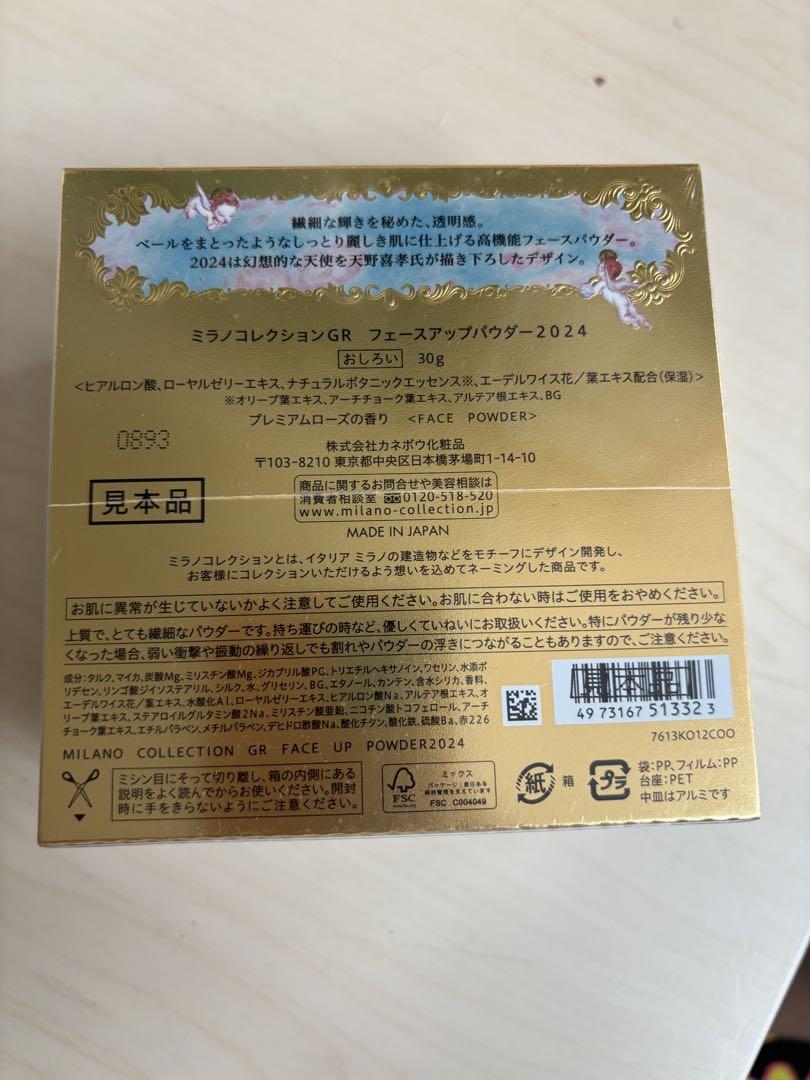 繊細な輝きを秘めた、透明感。
ベールをまとったようなしっとり麗しき肌に仕上げる高機能フェースパウダー。
2024は幻想的な天使を天野喜孝氏が描き下ろしたデザイン。
ミラノコレクションGR フェースアップパウダー2024
おしろい 30g
<ヒアルロン酸、ローヤルゼリーエキス、ナチュラルボタニックエッセンス※、エーデルワイス花/葉エキス配合(保湿)>
※オリーブ葉エキス、アーチチョーク葉エキス、アルテア根エキス、BG
プレミアムローズの香り <FACE POWDER>
0893
株式会社カネボウ化粧品
〒103-8210 東京都中央区日本橋茅場町1-14-10
見本品
商品に関するお問合せや美容相談は
消費者相談室 0120-518-520
www.milano-collection.jp
MADE IN JAPAN
ミラノコレクションとは、イタリア ミラノの建造物などをモチーフにデザイン開発し、
お客様にコレクションいただけるよう想いを込めてネーミングした商品です。
お肌に異常が生じていないかよく注意してご使用ください。お肌に合わない時はご使用をおやめください。
上質で、とても繊細なパウダーです。持ち運びの時など、優しくていねいにお取扱いください。特にパウダーが残り少な
くなった場合、弱い衝撃や振動の繰り返しでも割れやパウダーの浮きにつながることもありますので、ご注意ください。
成分:タルク、マイカ、炭酸Mg、ミリスチン酸Mg、ジカプリル酸PG、トリエチルヘキサノイン、ワセリン、水添ポ
リデセン、リンゴ酸ジイソステアリル、シルク、水、グリセリン、BG、エタノール、カンテン、含水シリカ、香料、
エーデルワイス花/葉エキス、水酸化Al、ローヤルゼリーエキス、ヒアルロン酸Na、アルテア根エキス、オ
リーブ葉エキス、ステアロイルグルタミン酸2Na、ミリスチン酸亜鉛、ニコチン酸トコフェロール、アーチ
チョーク葉エキス、エチルパラベン、メチルパラベン、デヒドロ酢酸Na、酸化チタン、酸化鉄、硫酸Ba、赤226
見本品
4973167513323
7613KO12COO
MILANO COLLECTION GR FACE UP POWDER2024
ミシン目にそって切り離し、箱の内側にある
説明をよく読んでからお使いください。開封
時に手をきらないようにご注意ください。
FSC
www.fsc.org
ミックス
パッケージ|責任ある
森林管理を支えています
FSC C004049
紙 箱
プラ
袋:PP、フィルム:PP
台座:PET
中皿はアルミです